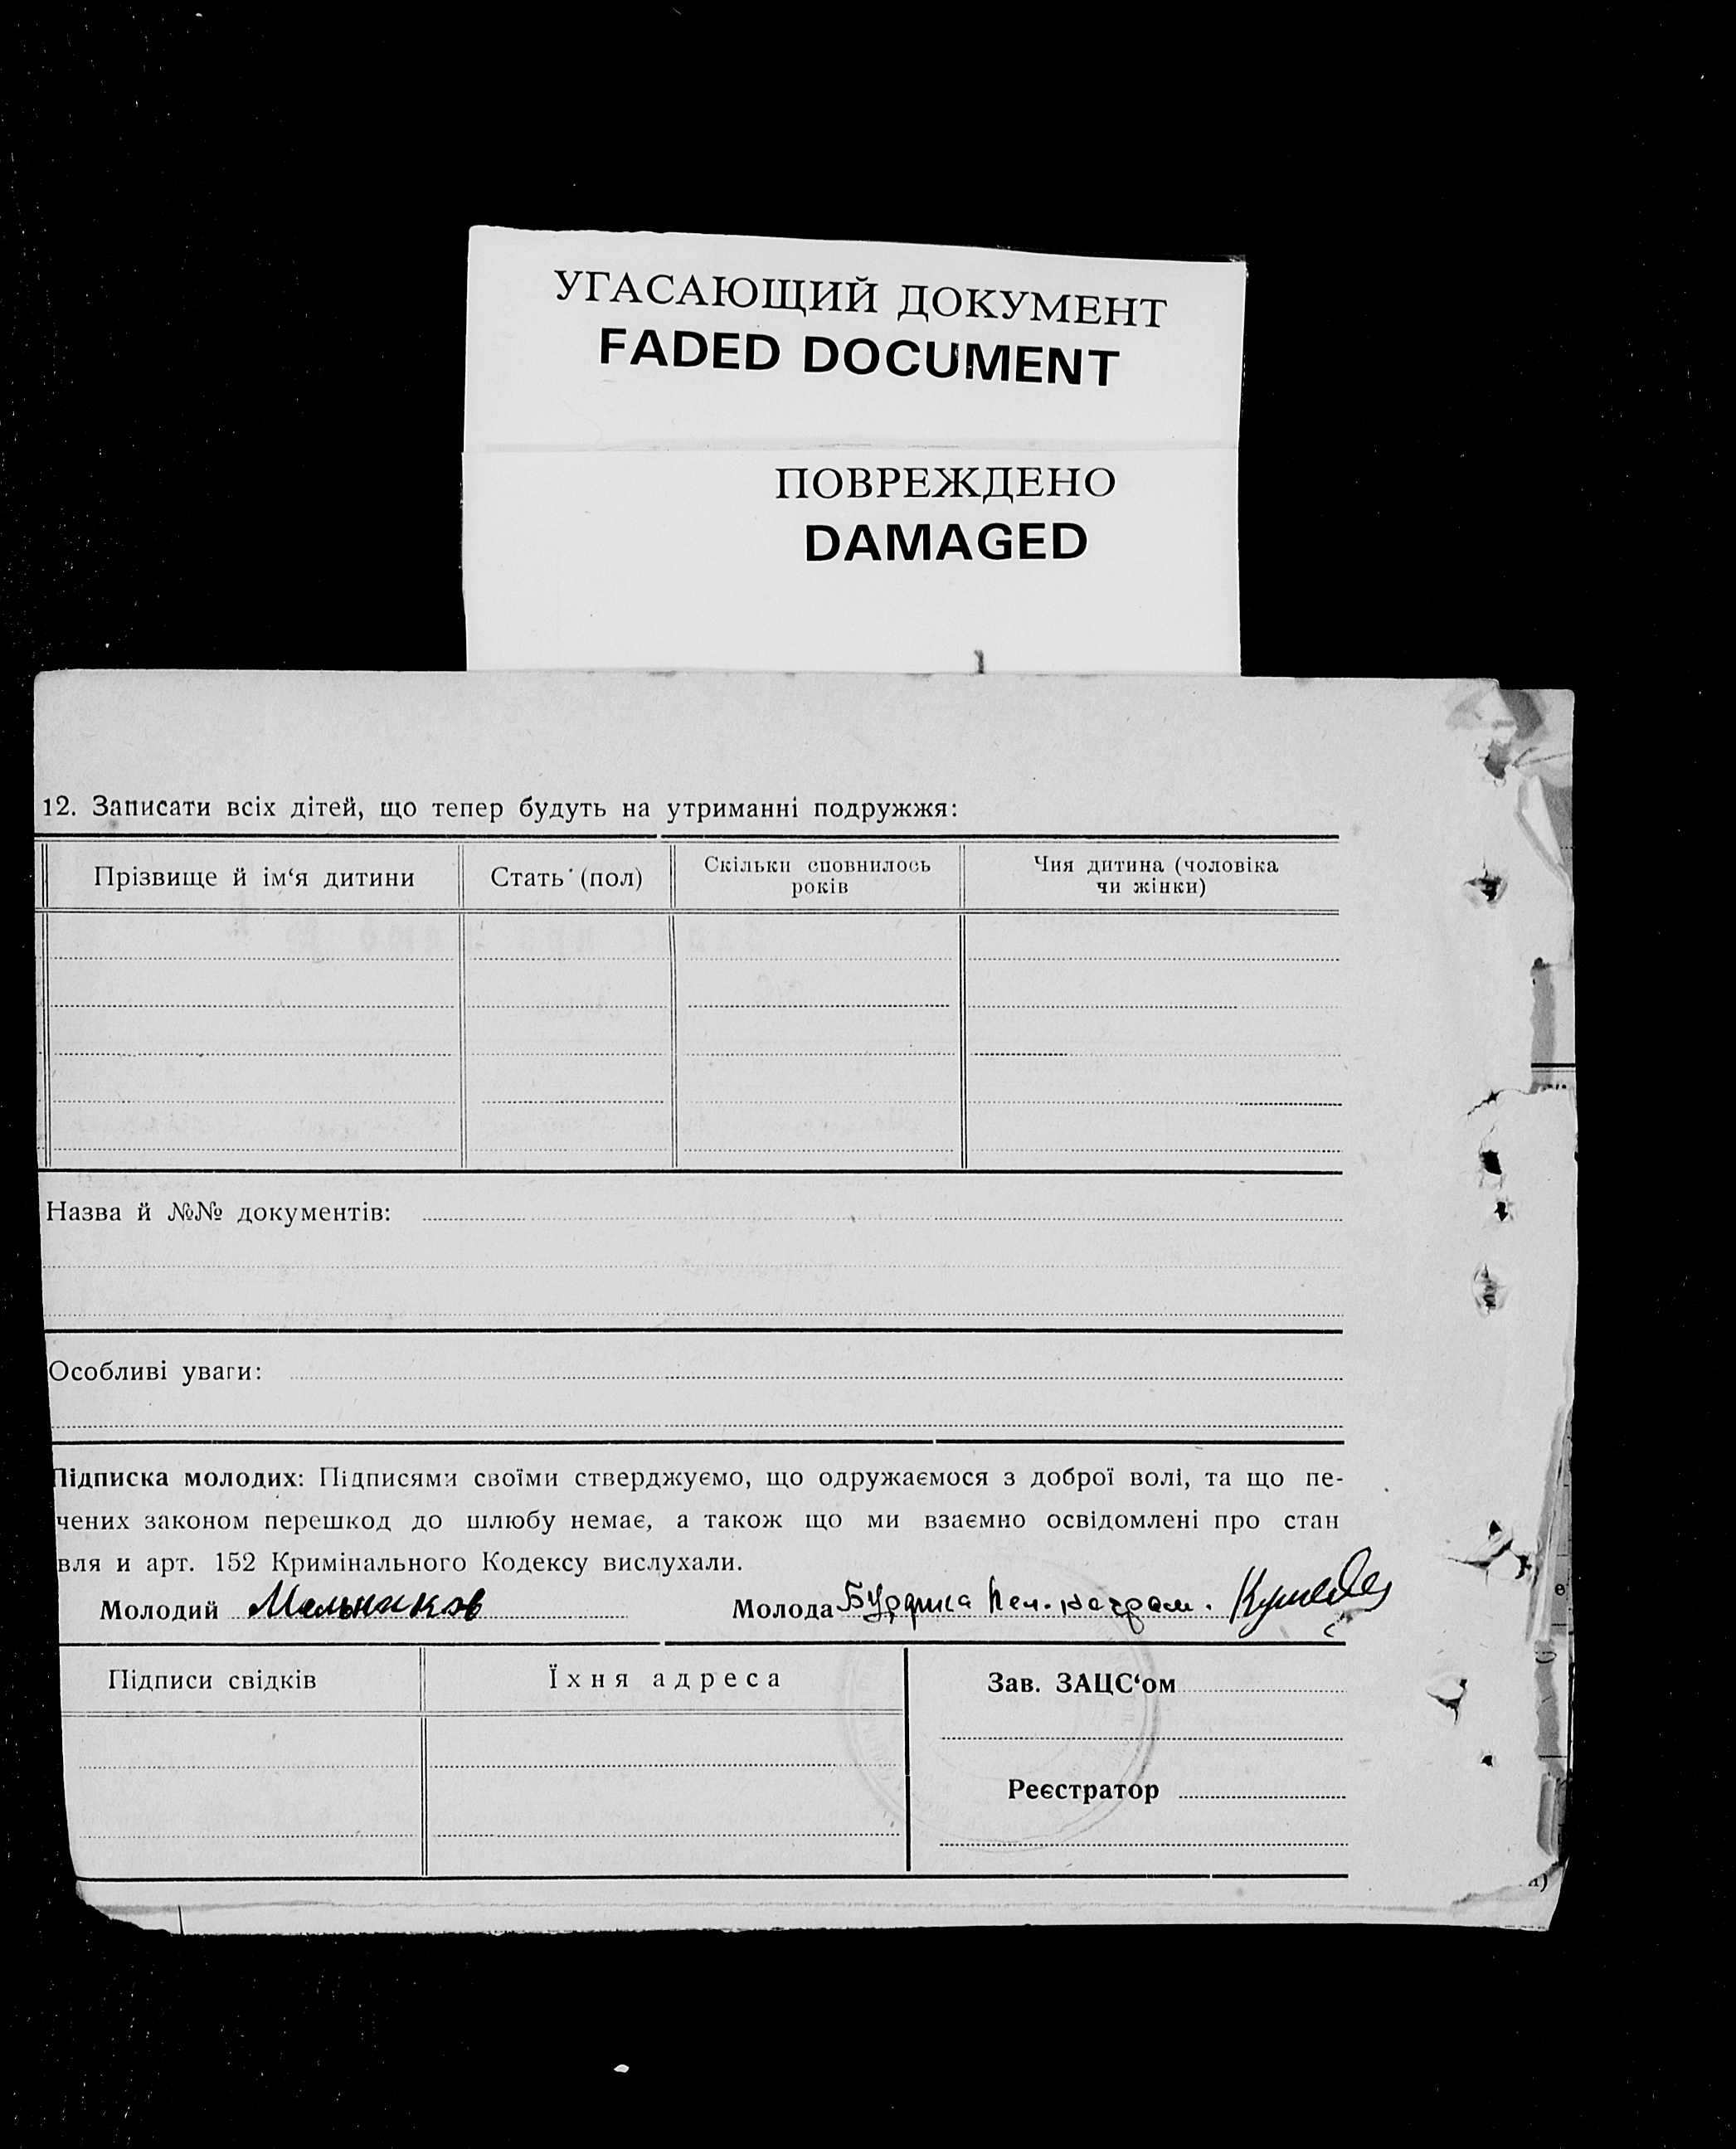 УГАСАЮЩИЙ ДОКУМЕНТ
FADED DOCUMENT
ПОВРЕЖДЕНО
DAMAGED
12. Записати всіх дітей, що тепер будуть на утриманні подружжя:
Прізвище й ім‘я дитини
Стать (пол)
Скільки сповнилось
років
Чия дитина (чоловіка
чи жінки)
Назва й №№ документів:
Особливі уваги:
Підписка молодих: Підписями своїми стверджуємо, що одружаємося з доброї волі, та що пе-
чених законом перешкод до шлюбу немає, а також що ми взаємно освідомлені про стан
вля и арт. 152 Кримінального Кодексу вислухали.
Молодий Мельников
Молода
Підписи свідків
Їхня адреса
Зав. ЗАЦС‘ом
Реєстратор